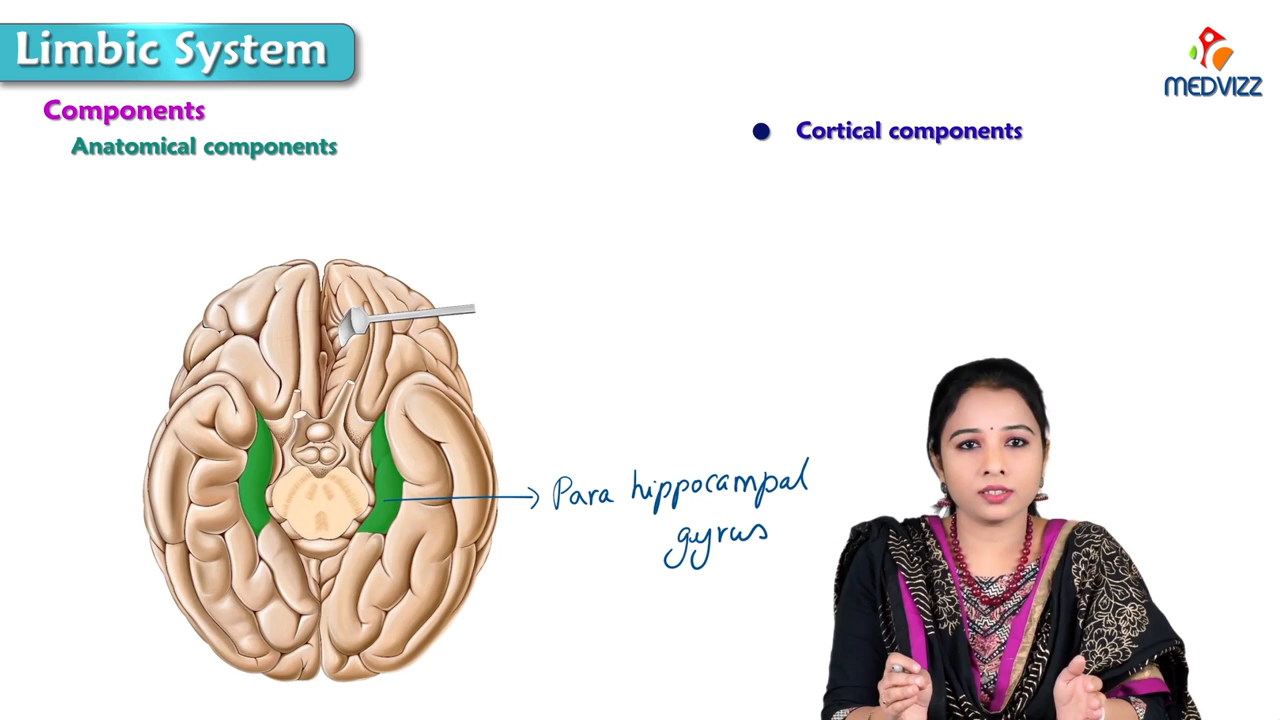 Limbic System
MEDVIZZ
Components
Cortical components
Anatomical components
Para hippocampal
gyrus